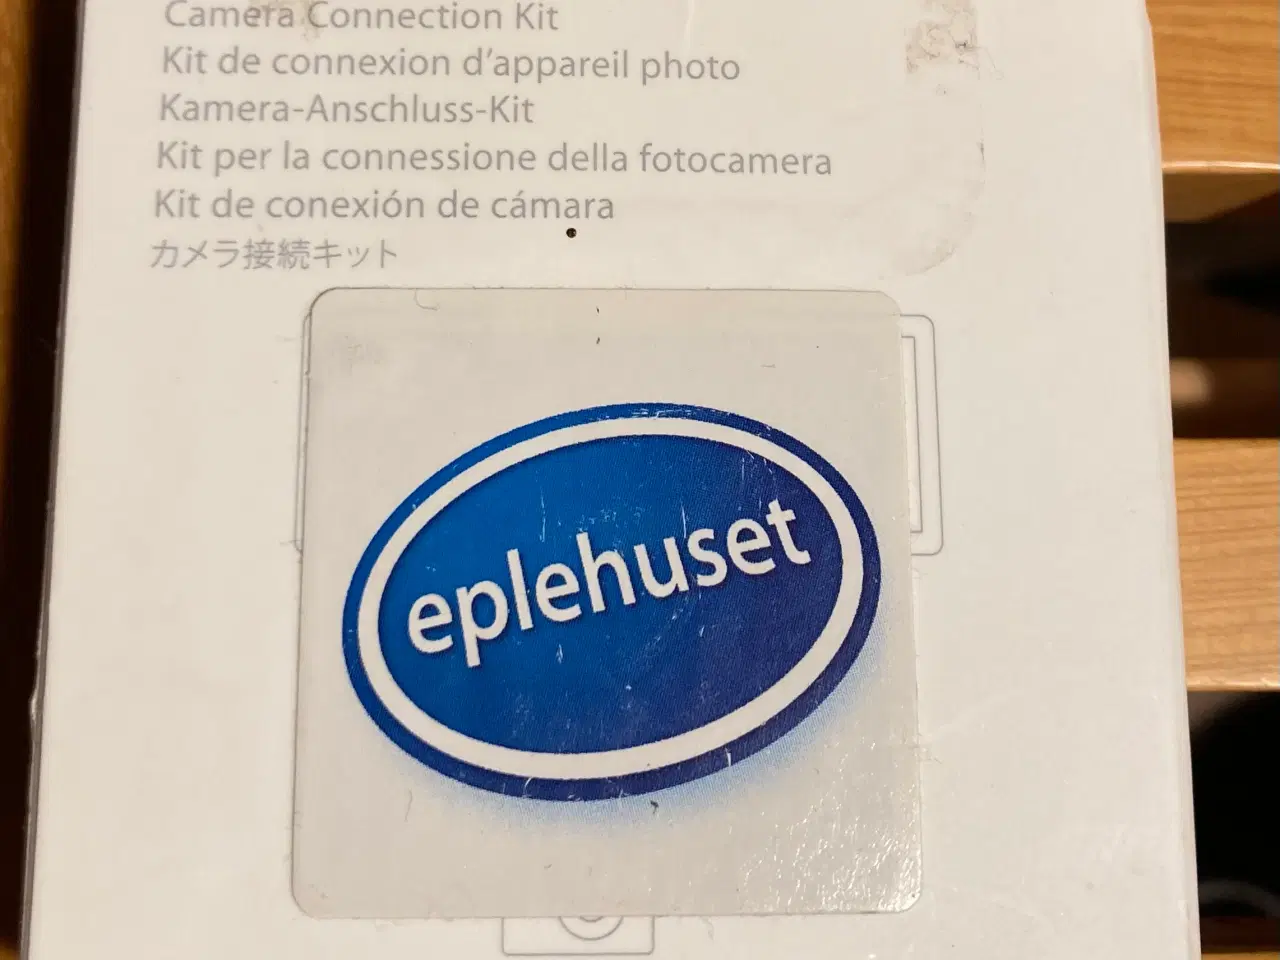 Camera Connection Kit
Kit de connexion d'appareil photo
Kamera-Anschluss-Kit
Kit per la connessione della fotocamera
Kit de conexión de cámara
カメラ接続キット
eplehuset